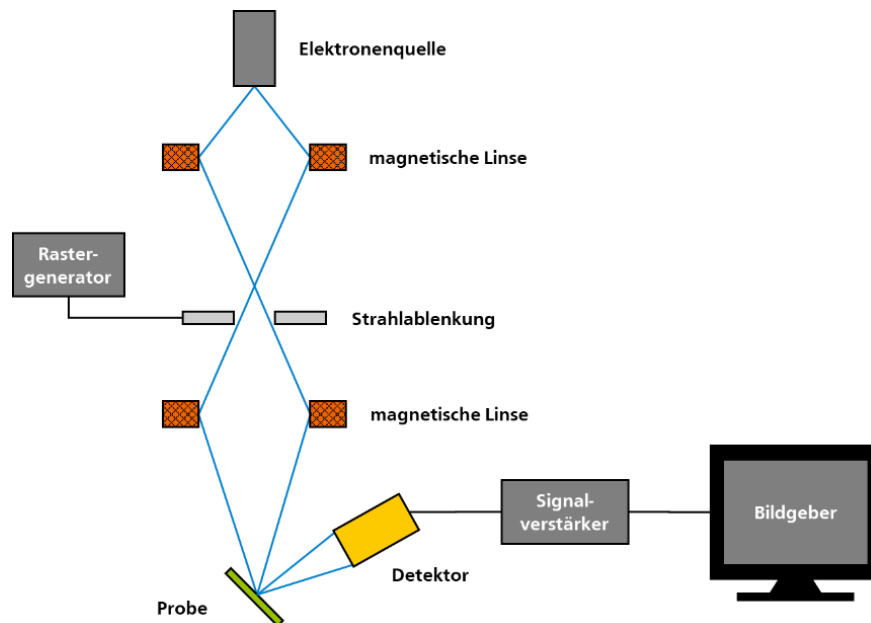 Elektronenquelle
magnetische Linse
Raster-
generator
Strahlablenkung
magnetische Linse
Signal-
verstärker
Bildgeber
Detektor
Probe